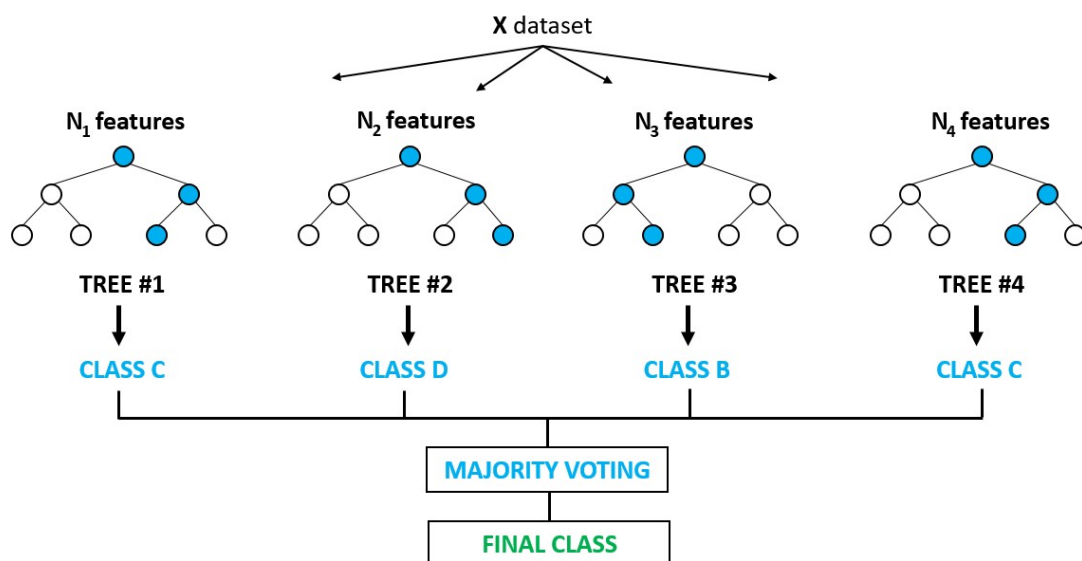 X dataset
N₁ features
N₂ features
N₃ features
N₄ features
TREE #1
TREE #2
TREE #3
TREE #4
CLASS C
CLASS D
CLASS B
CLASS C
MAJORITY VOTING
FINAL CLASS